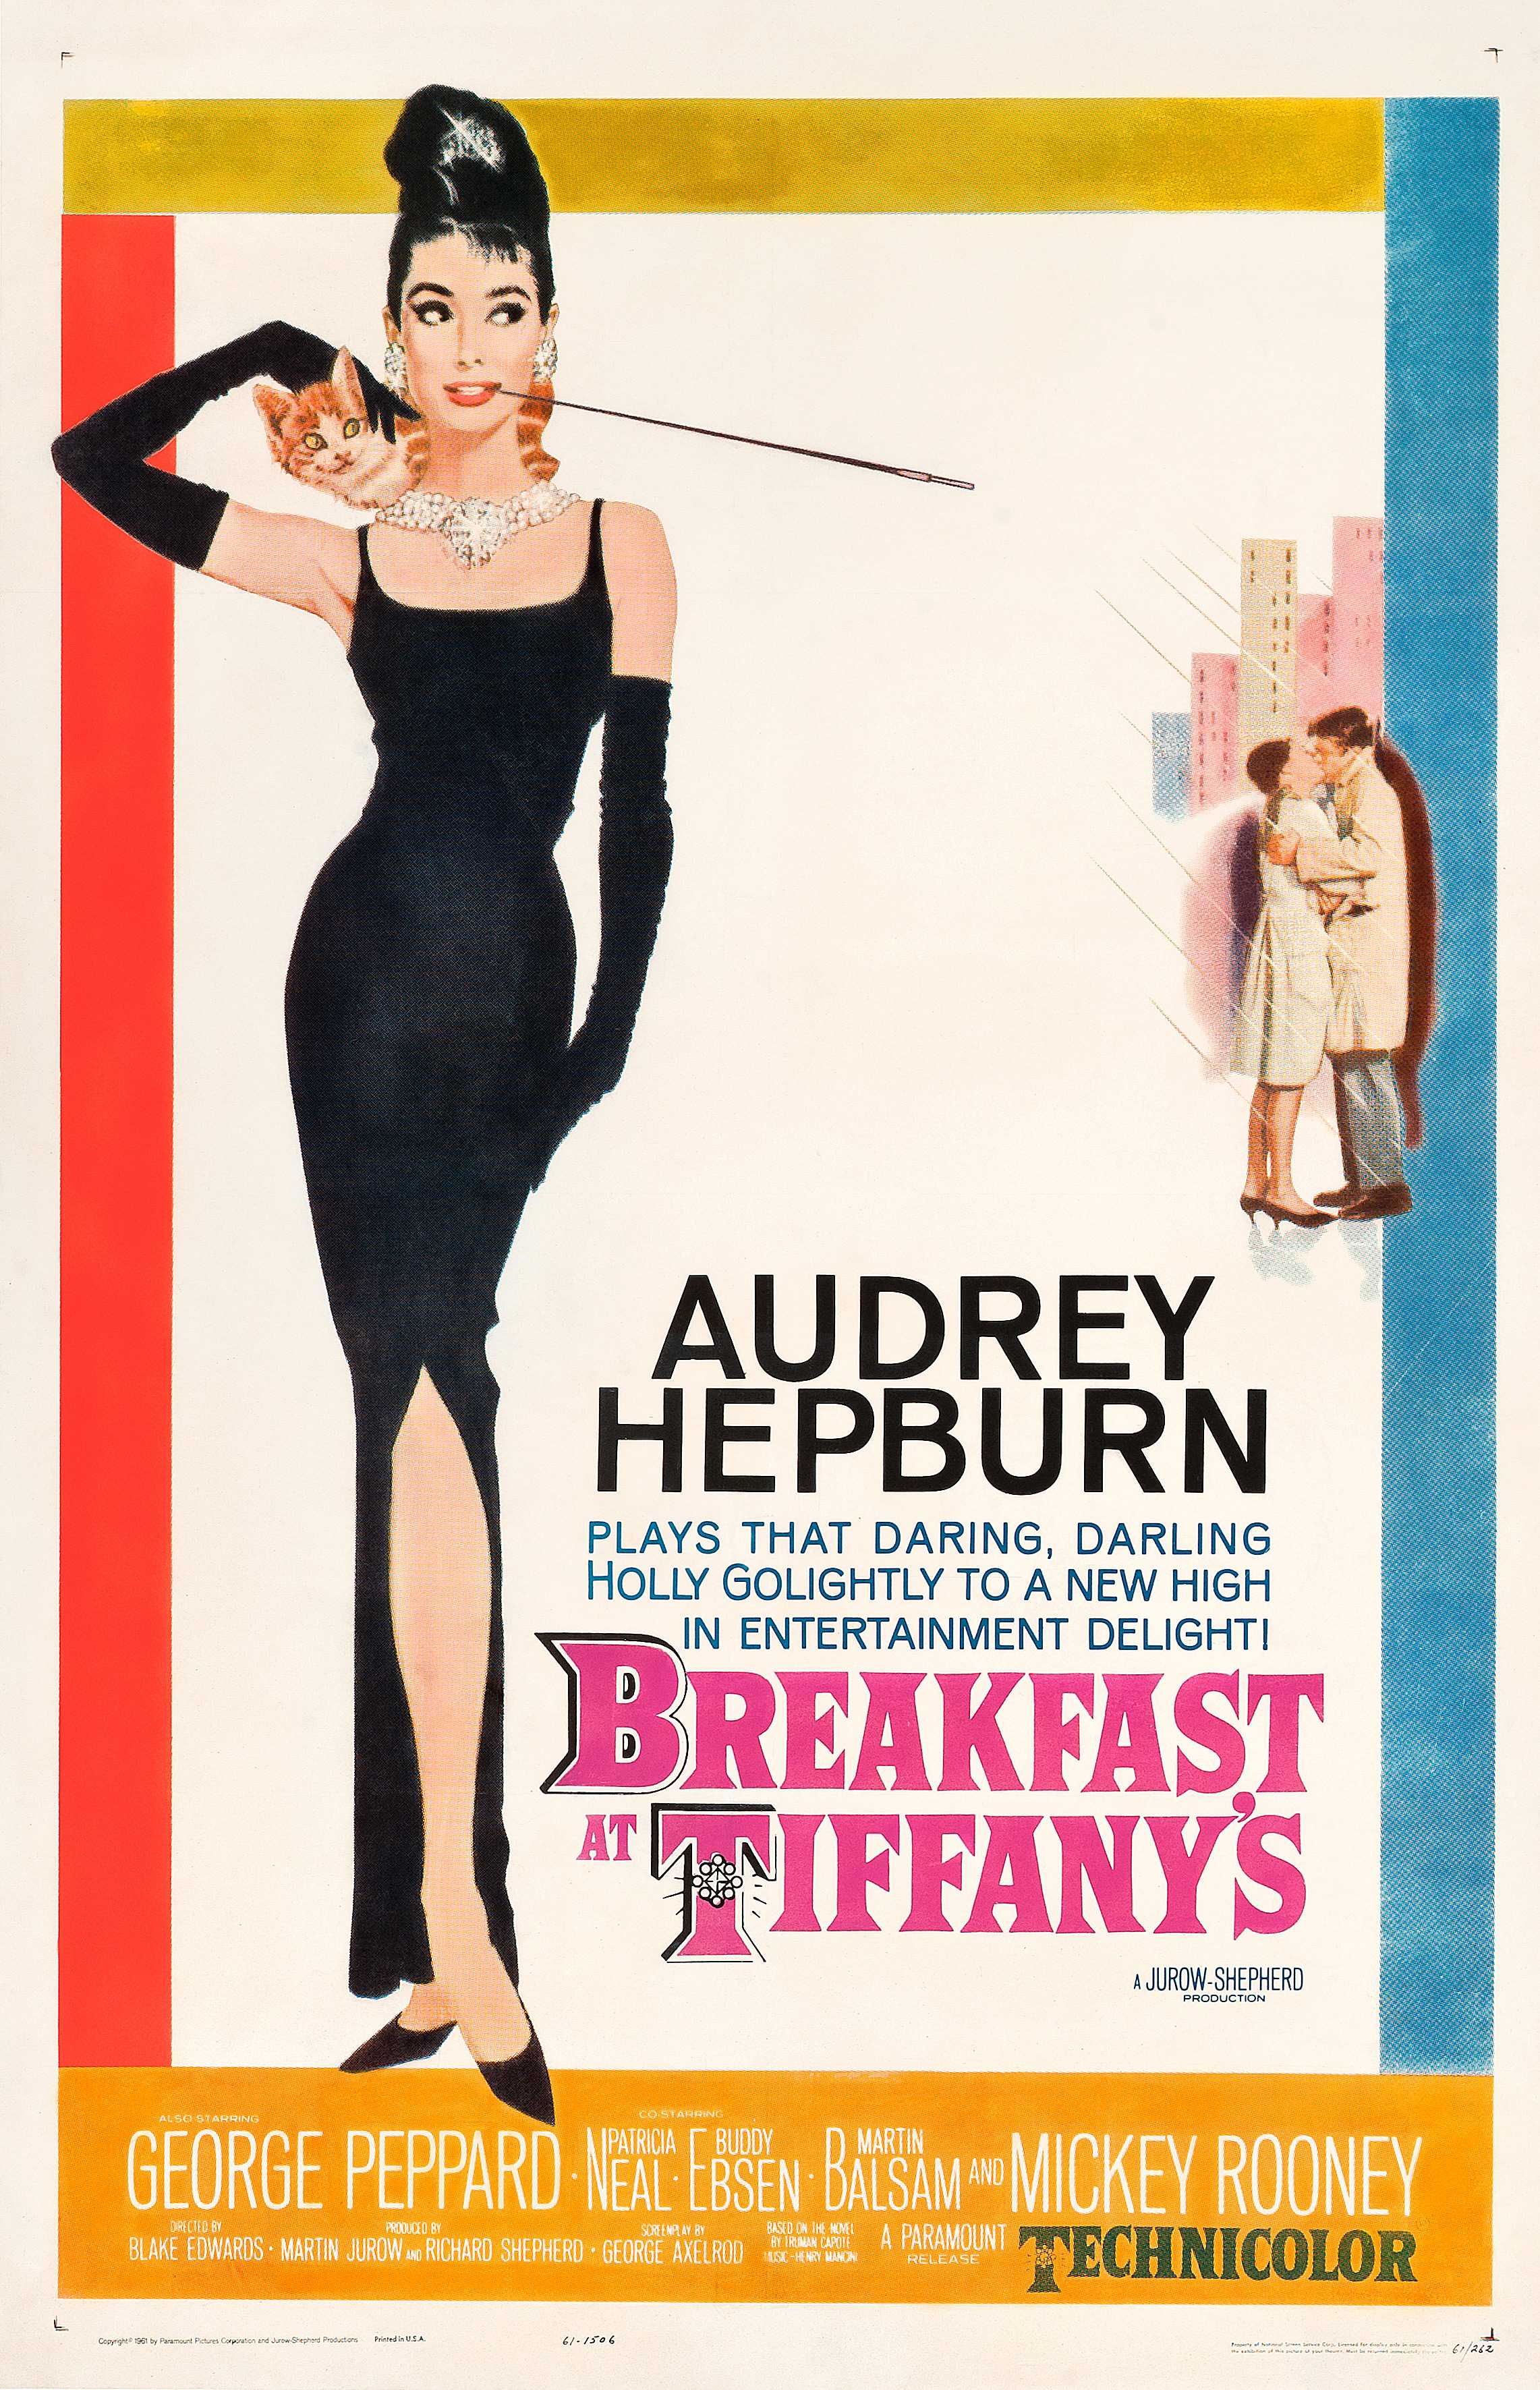 AUDREY
HEPBURN
PLAYS THAT DARING, DARLING
HOLLY GOLIGHTLY TO A NEW HIGH
IN ENTERTAINMENT DELIGHT!
BREAKFAST
AT TIFFANY'S
A JUROW-SHEPHERD
PRODUCTION
ALSO STARRING
GEORGE PEPPARD ·
CO-STARRING
PATRICIA NEAL · BUDDY EBSEN · MARTIN BALSAM AND MICKEY ROONEY
DIRECTED BY
BLAKE EDWARDS ·
PRODUCED BY
MARTIN JUROW AND RICHARD SHEPHERD ·
SCREENPLAY BY
GEORGE AXELROD
BASED ON THE NOVEL
BY TRUMAN CAPOTE
MUSIC-HENRY MANCINI
A PARAMOUNT
RELEASE
TECHNICOLOR
Copyright © 1961 by Paramount Pictures Corporation and Jurow-Shepherd Productions Printed in U.S.A.
61-1506
61/262